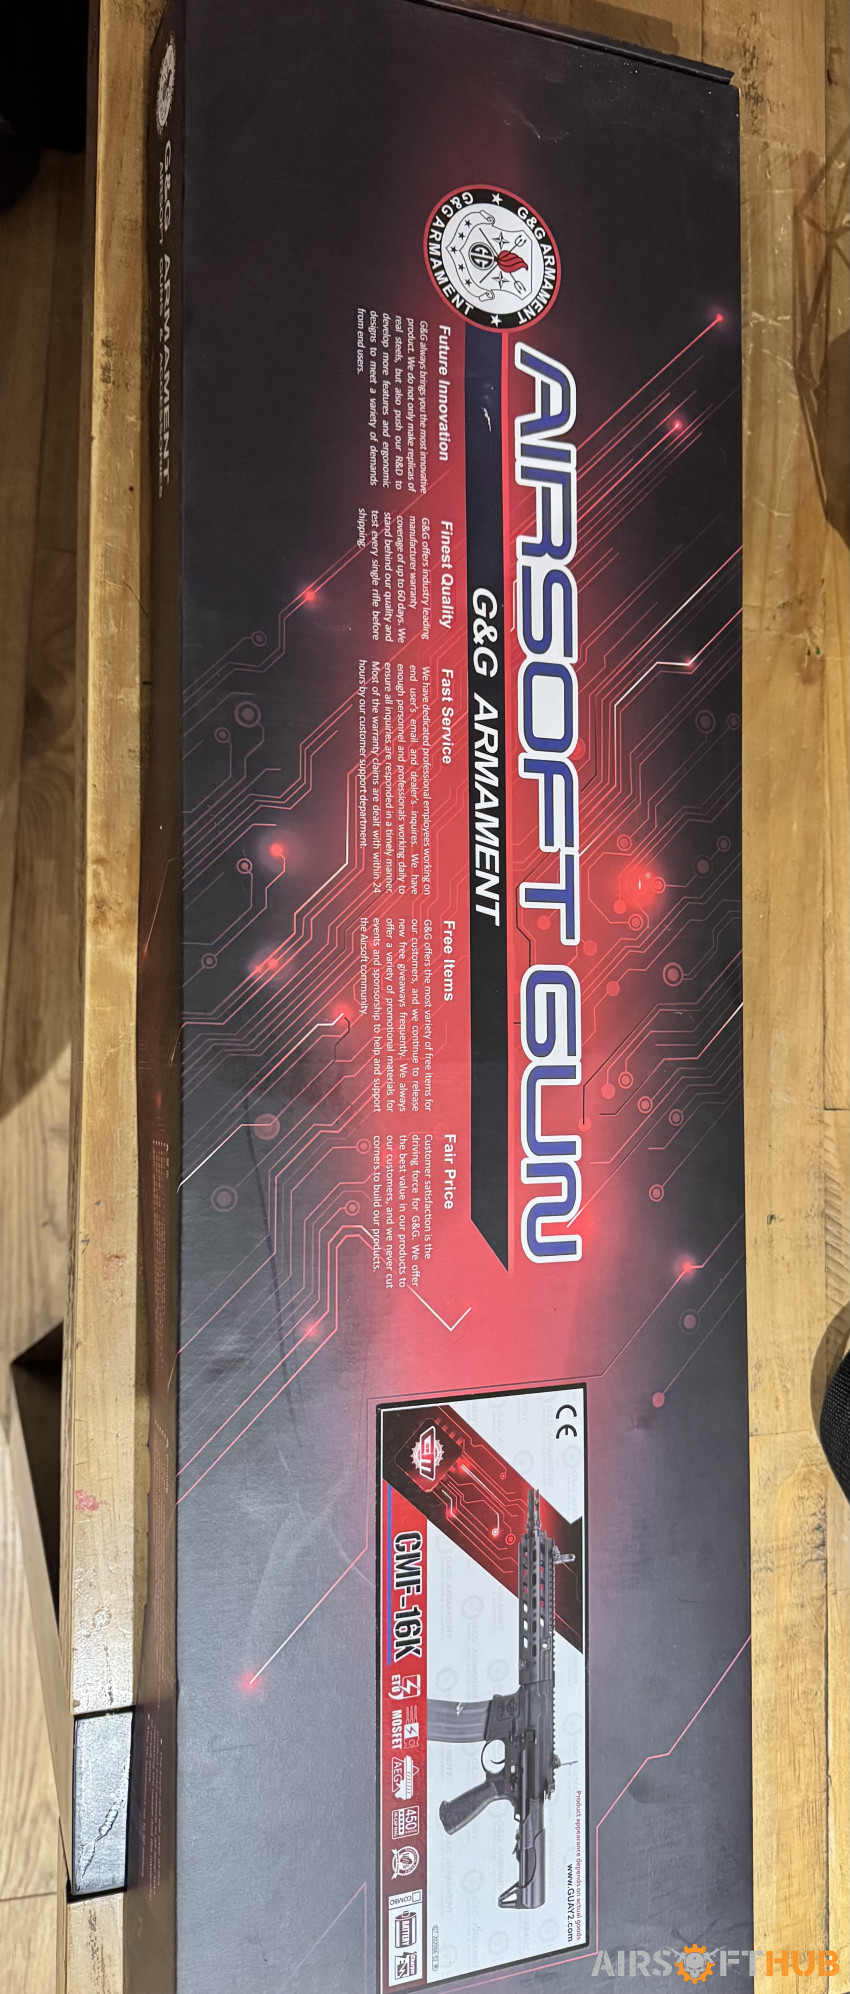 G&G ARMAMENT
G&G ARMAMENT
GG
AIRSOFT GUN
G&G ARMAMENT
Future Innovation
G&G always brings you the most innovative
product. We do not only make replicas of
real steels, but also push our R&D to
develop more features and ergonomic
designs to meet a variety of demands
from end users.
Finest Quality
G&G offers industry leading
manufacturer warranty
coverage of up to 60 days. We
stand behind our quality and
test every single rifle before
shipping.
Fast Service
We have dedicated professional employees working on
end user's email and dealer's inquires. We have
enough personnel and professionals working daily to
ensure all inquiries are responded in a timely manner.
Most of the warranty claims are dealt with within 24
hours by our customer support department.
Free Items
G&G offers the most variety of free items for
our customers, and we continue to release
new free giveaways frequently. We always
offer a variety of promotional materials for
events and sponsorship to help and support
the Airsoft community.
Fair Price
Customer satisfaction is the
driving force for G&G. We offer
the best value in our products to
our customers, and we never cut
corners to build our products.
CE
Product appearance depends on actual goods
www.GUAY2.com
CMF-16K
ETU
MOSFET
AEG
450
COMBO
BATTERY
G&G ARMAMENT
AIRSOFT GUNS
AIRSOFTHUB